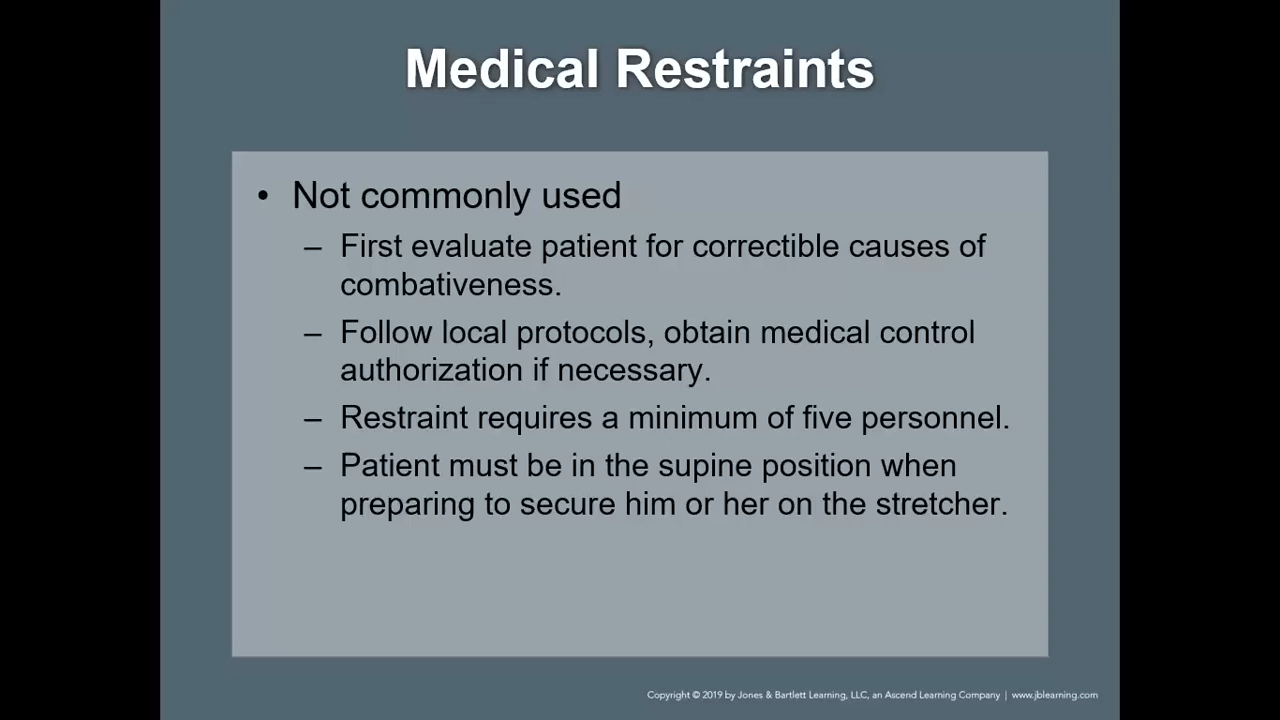 Medical Restraints
• Not commonly used
– First evaluate patient for correctible causes of
combativeness.
– Follow local protocols, obtain medical control
authorization if necessary.
– Restraint requires a minimum of five personnel.
– Patient must be in the supine position when
preparing to secure him or her on the stretcher.
Copyright © 2019 by Jones & Bartlett Learning, LLC, an Ascend Learning Company | www.jblearning.com